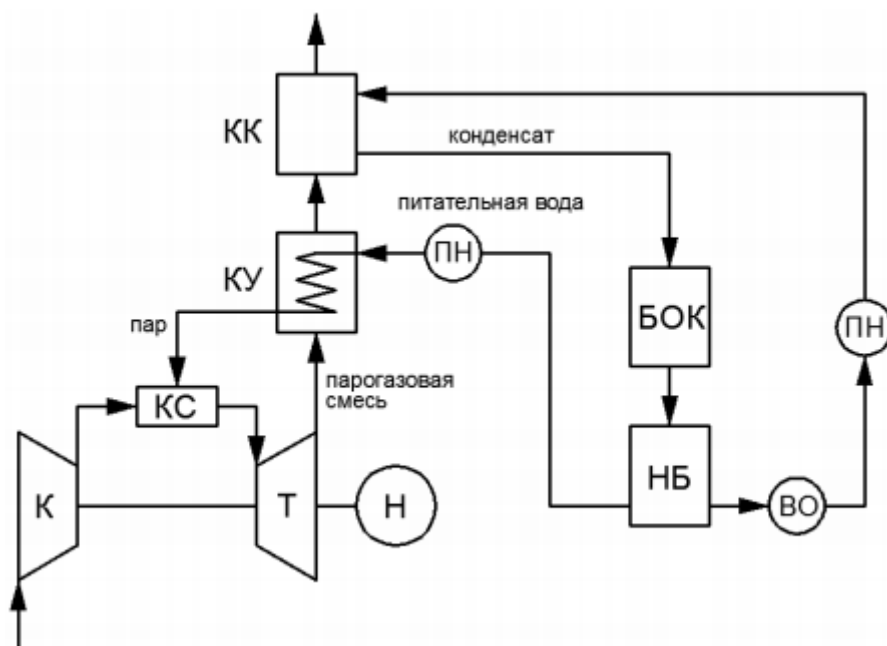 КК
конденсат
питательная вода
ПН
КУ
БОК
ПН
пар
парогазовая
смесь
КС
НБ
К
Т
Н
ВО